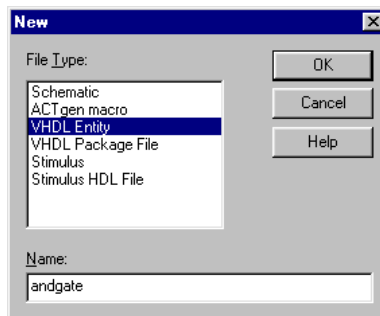 New
File Type:
OK
Schematic
ACTgen macro
VHDL Entity
VHDL Package File
Stimulus
Stimulus HDL File
Cancel
Help
Name:
andgate